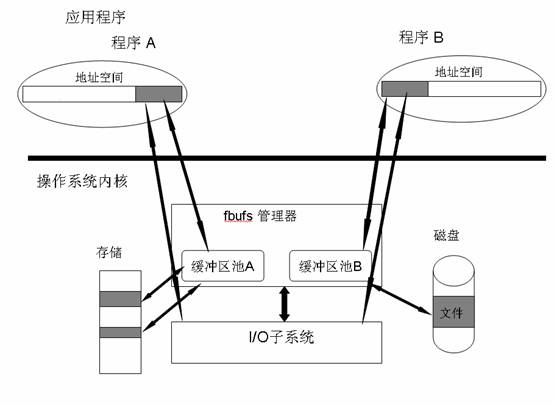 应用程序
程序 A
程序 B
地址空间
地址空间
操作系统内核
fbufs 管理器
存储
缓冲区池A
缓冲区池B
磁盘
文件
I/O子系统